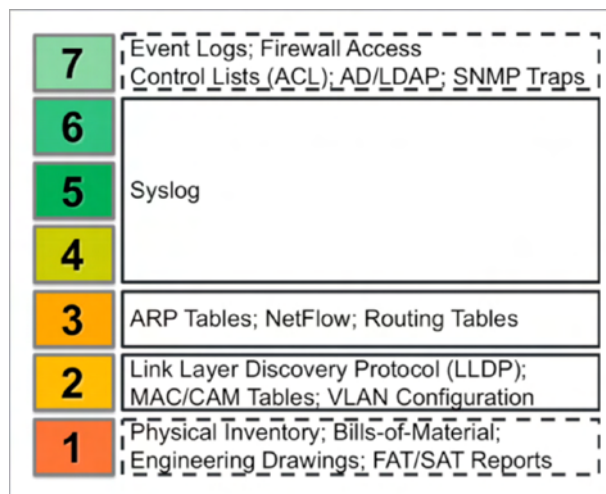 7
Event Logs; Firewall Access
Control Lists (ACL); AD/LDAP; SNMP Traps
6
5
Syslog
4
3
ARP Tables; NetFlow; Routing Tables
2
Link Layer Discovery Protocol (LLDP);
MAC/CAM Tables; VLAN Configuration
1
Physical Inventory; Bills-of-Material;
Engineering Drawings; FAT/SAT Reports